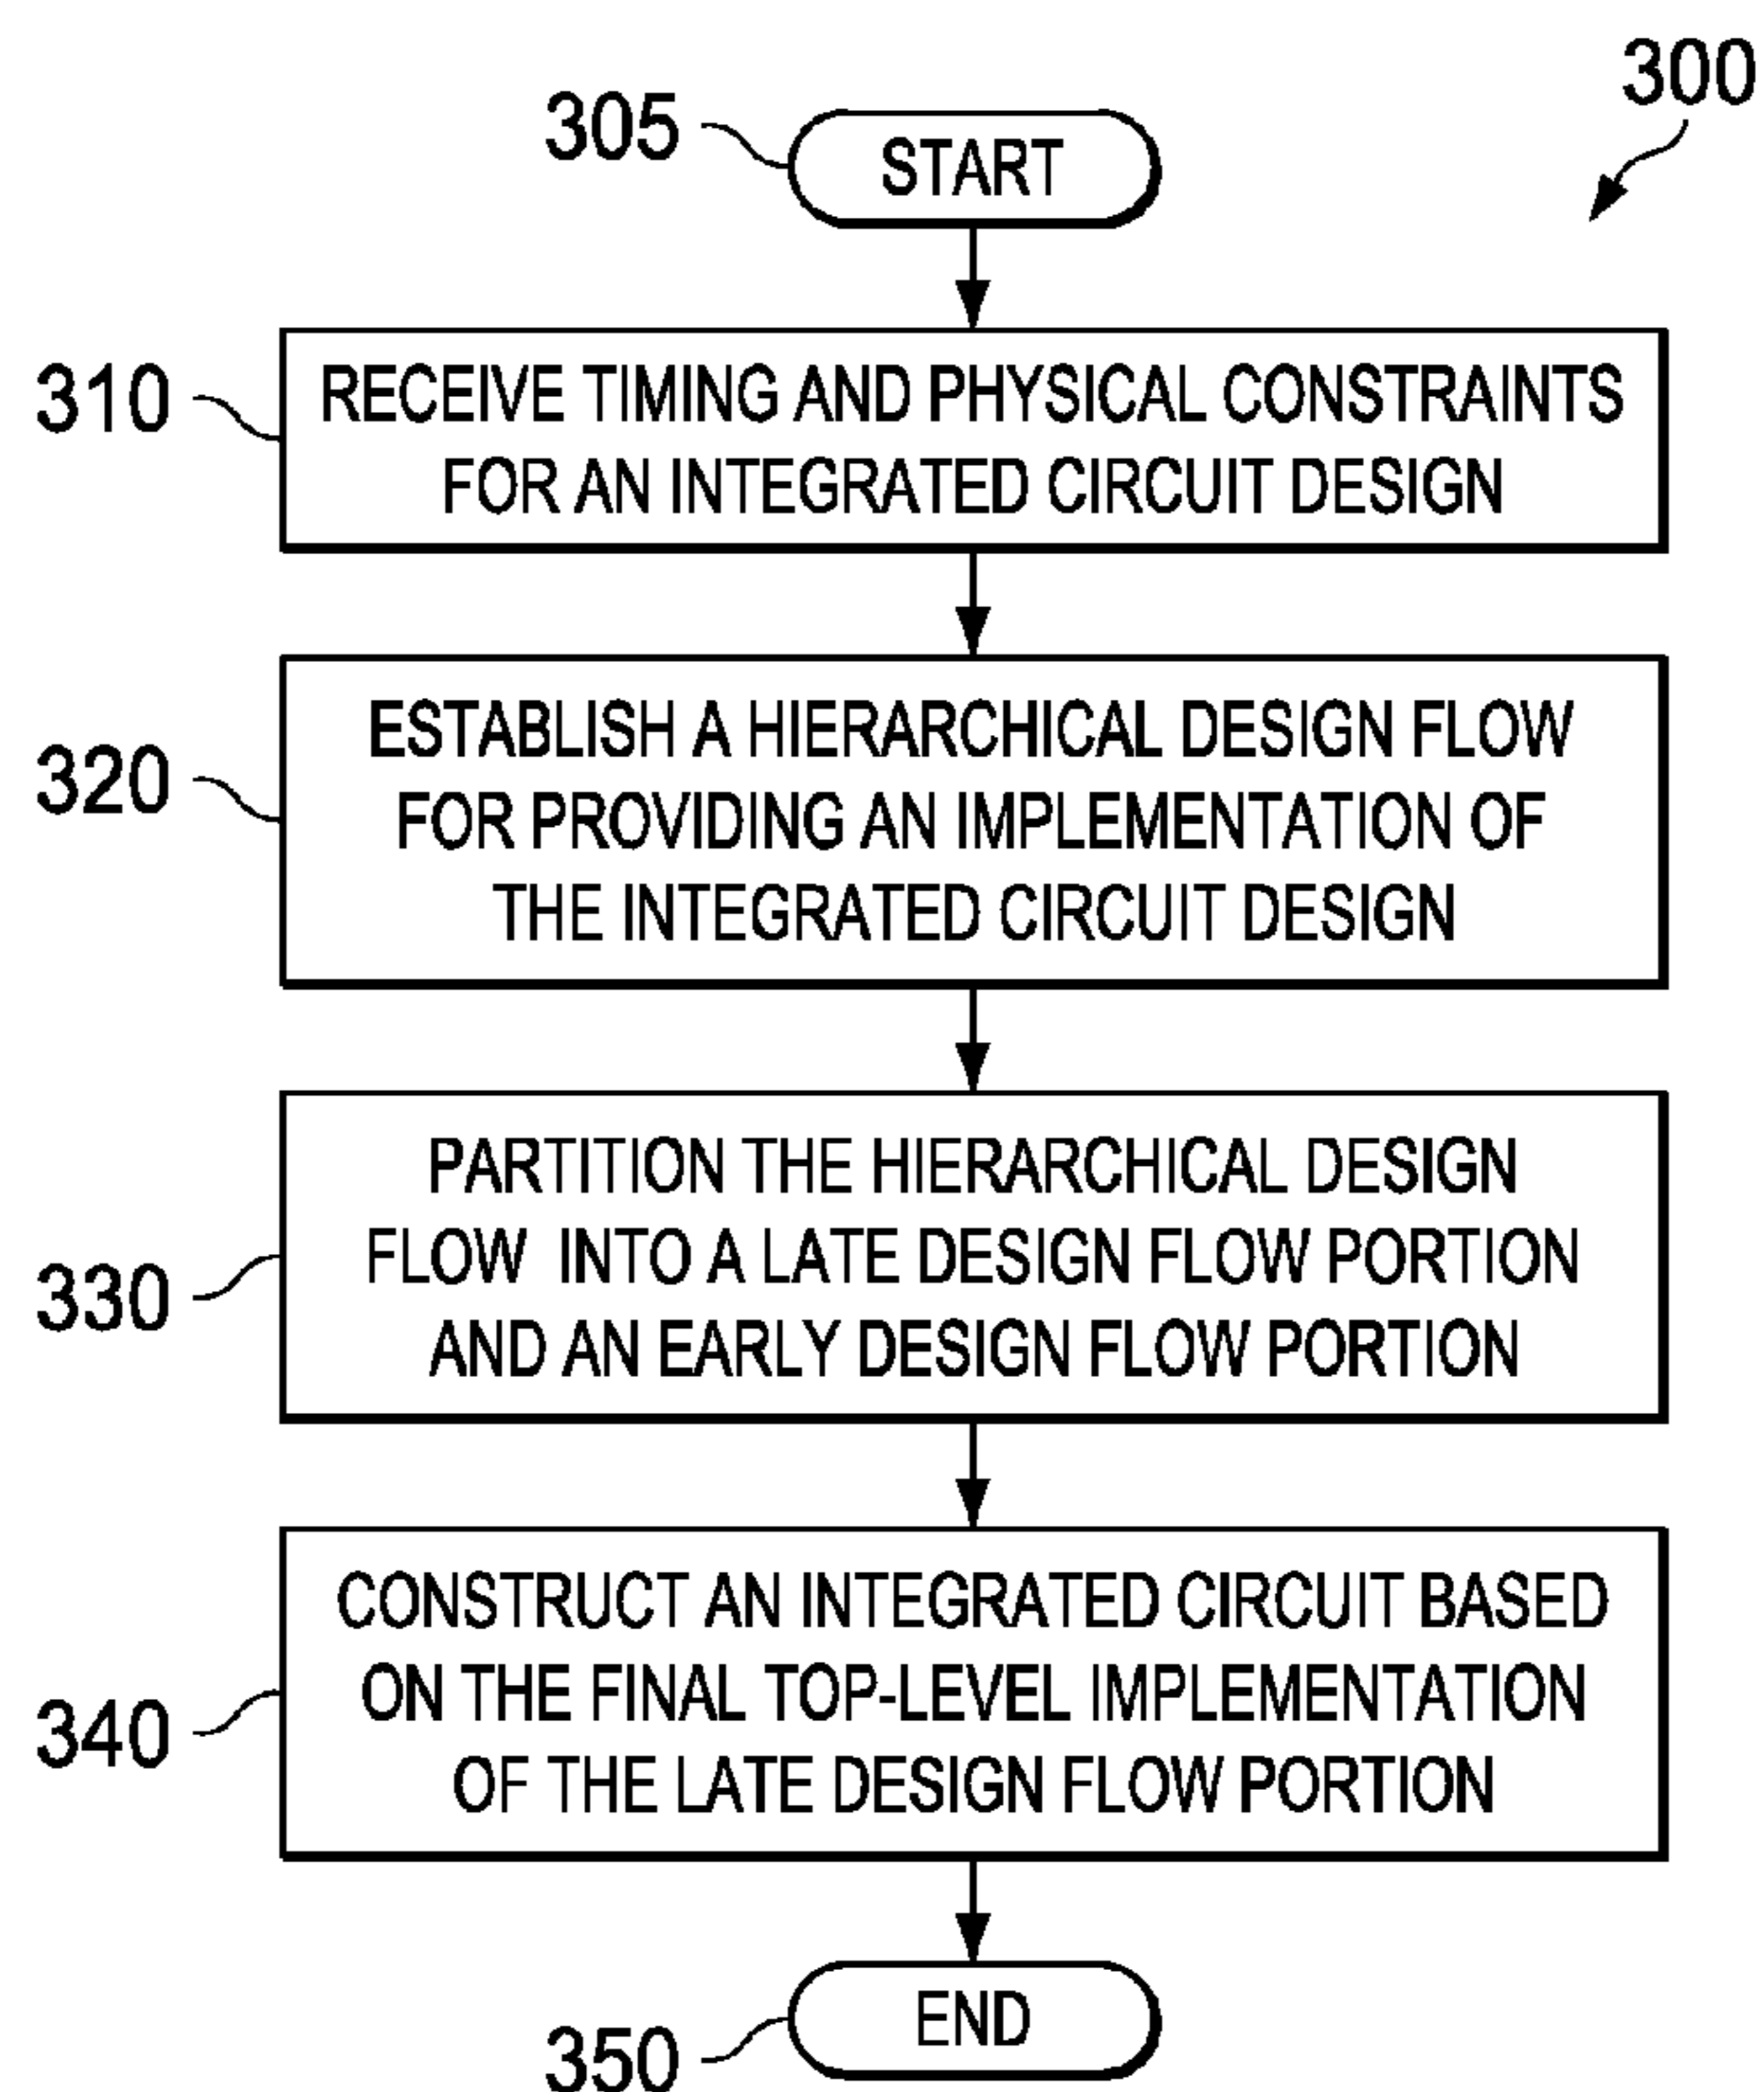 300
305
START
310
RECEIVE TIMING AND PHYSICAL CONSTRAINTS
FOR AN INTEGRATED CIRCUIT DESIGN
320
ESTABLISH A HIERARCHICAL DESIGN FLOW
FOR PROVIDING AN IMPLEMENTATION OF
THE INTEGRATED CIRCUIT DESIGN
330
PARTITION THE HIERARCHICAL DESIGN
FLOW INTO A LATE DESIGN FLOW PORTION
AND AN EARLY DESIGN FLOW PORTION
340
CONSTRUCT AN INTEGRATED CIRCUIT BASED
ON THE FINAL TOP-LEVEL IMPLEMENTATION
OF THE LATE DESIGN FLOW PORTION
350
END